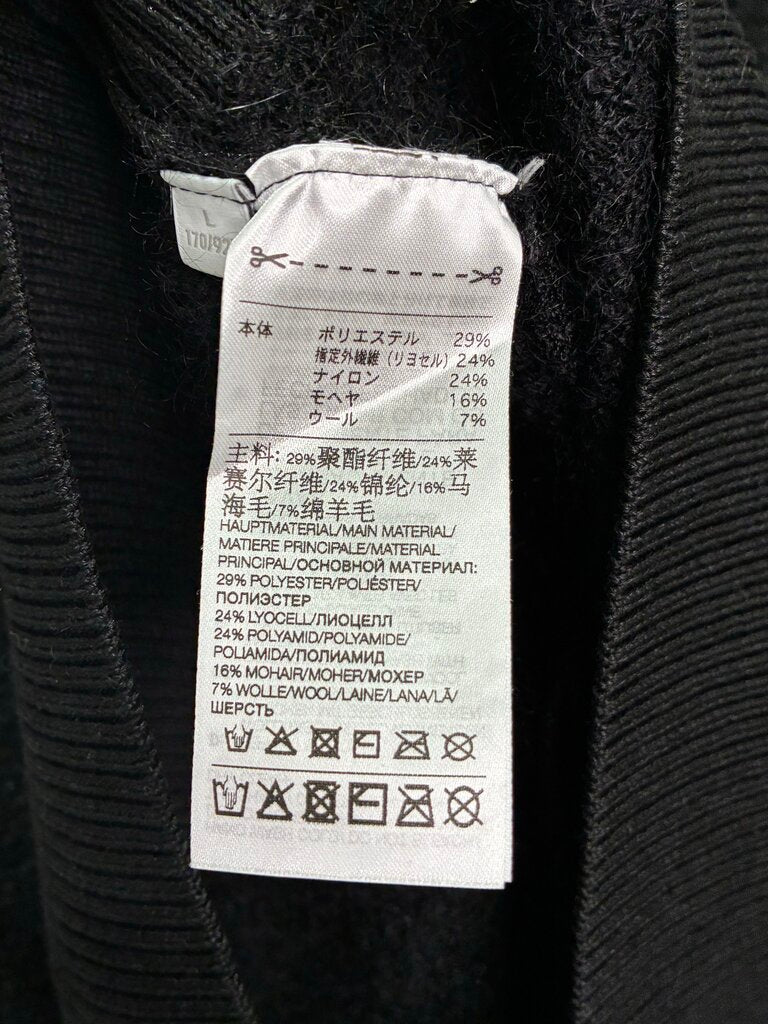 L
170/92
本体 ポリエステル 29%
指定外繊維（リヨセル）24%
ナイロン 24%
モヘヤ 16%
ウール 7%
主料: 29%聚酯纤维/24%莱
赛尔纤维/24%锦纶/16%马
海毛/7%绵羊毛
HAUPTMATERIAL/MAIN MATERIAL/
MATIERE PRINCIPALE/MATERIAL
PRINCIPAL/ОСНОВНОЙ МАТЕРИАЛ:
29% POLYESTER/POLIÉSTER/
ПОЛИЭСТЕР
24% LYOCELL/ЛИОЦЕЛЛ
24% POLYAMID/POLYAMIDE/
POLIAMIDA/ПОЛИАМИД
16% MOHAIR/MOHER/МОХЕР
7% WOLLE/WOOL/LAINE/LANA/LÃ/
ШЕРСТЬ